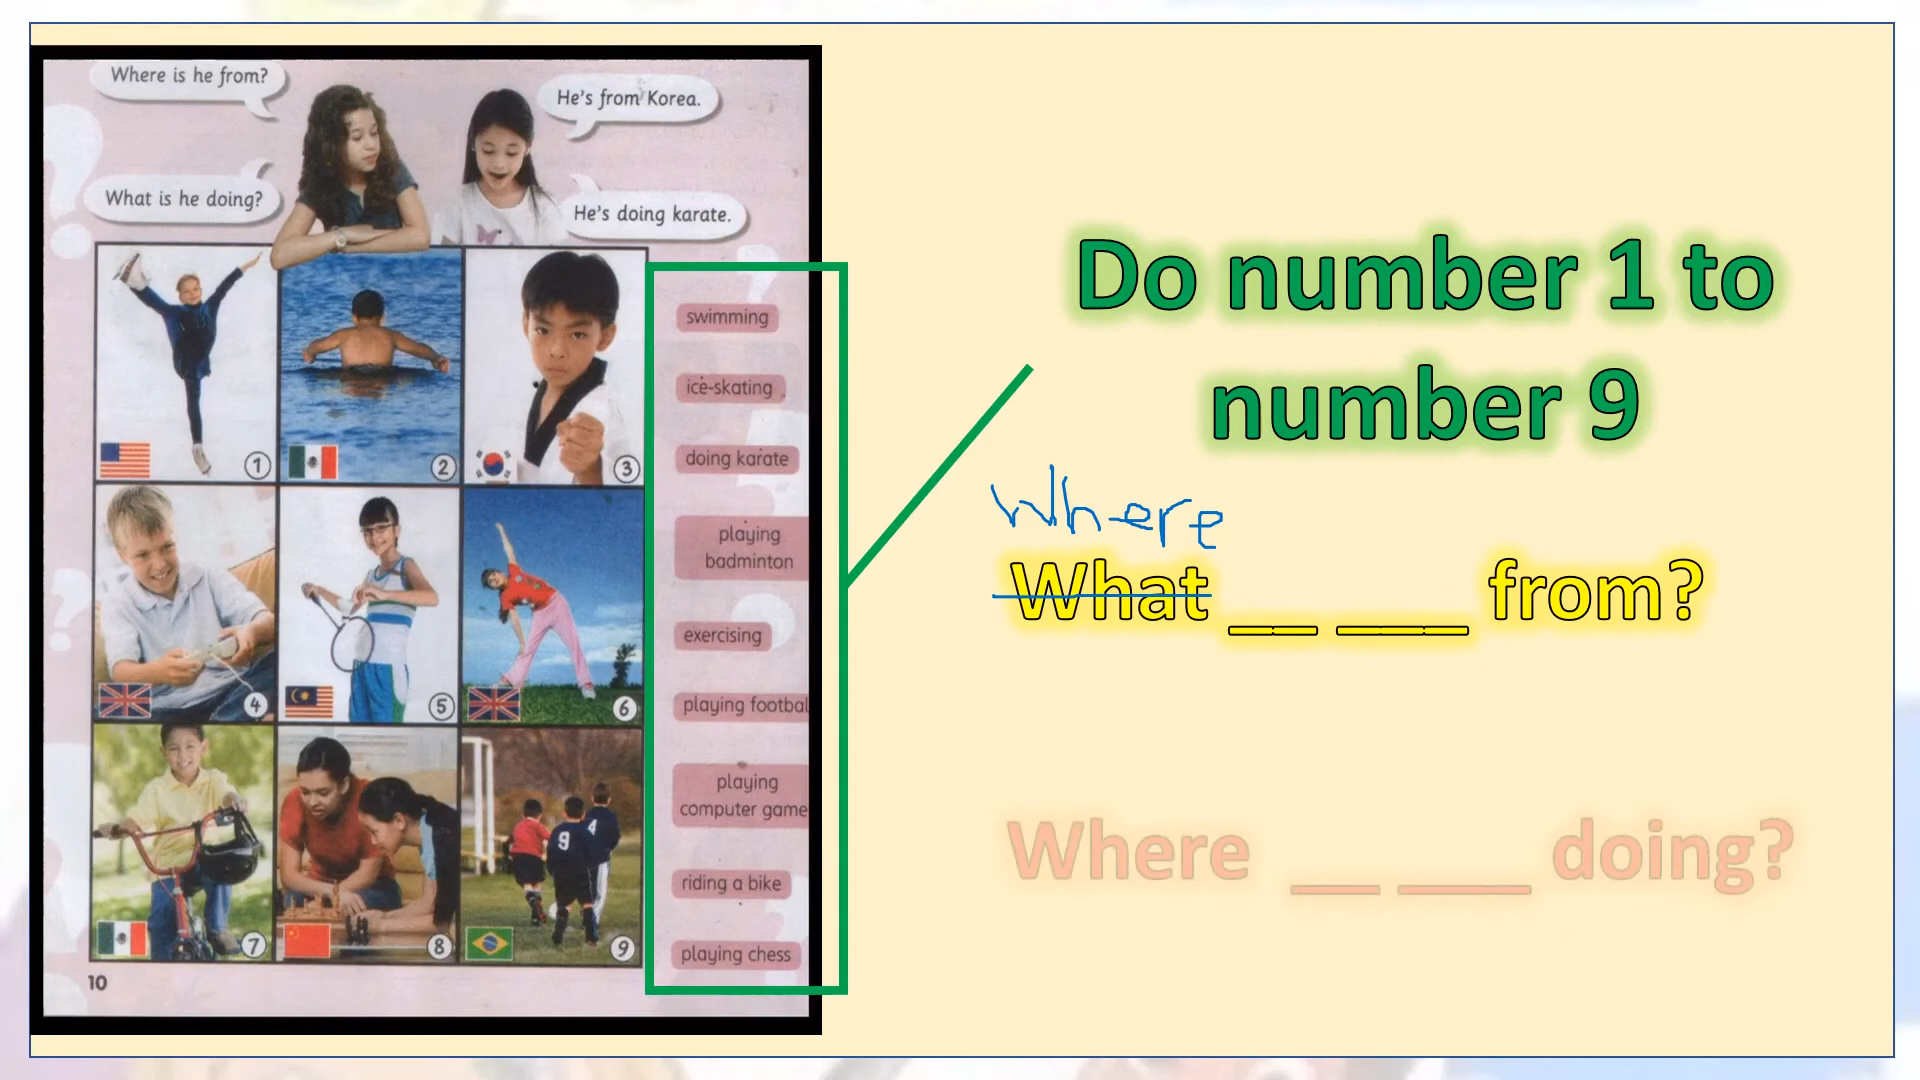 Where is he from?
He's from Korea.
What is he doing?
He's doing karate.
1
2
3
4
5
6
7
8
9
9
4
swimming
ice-skating
doing karate
playing
badminton
exercising
playing footbal
playing
computer game
riding a bike
playing chess
10
Do number 1 to
number 9
Where
What __ ___ from?
Where __ ___ doing?